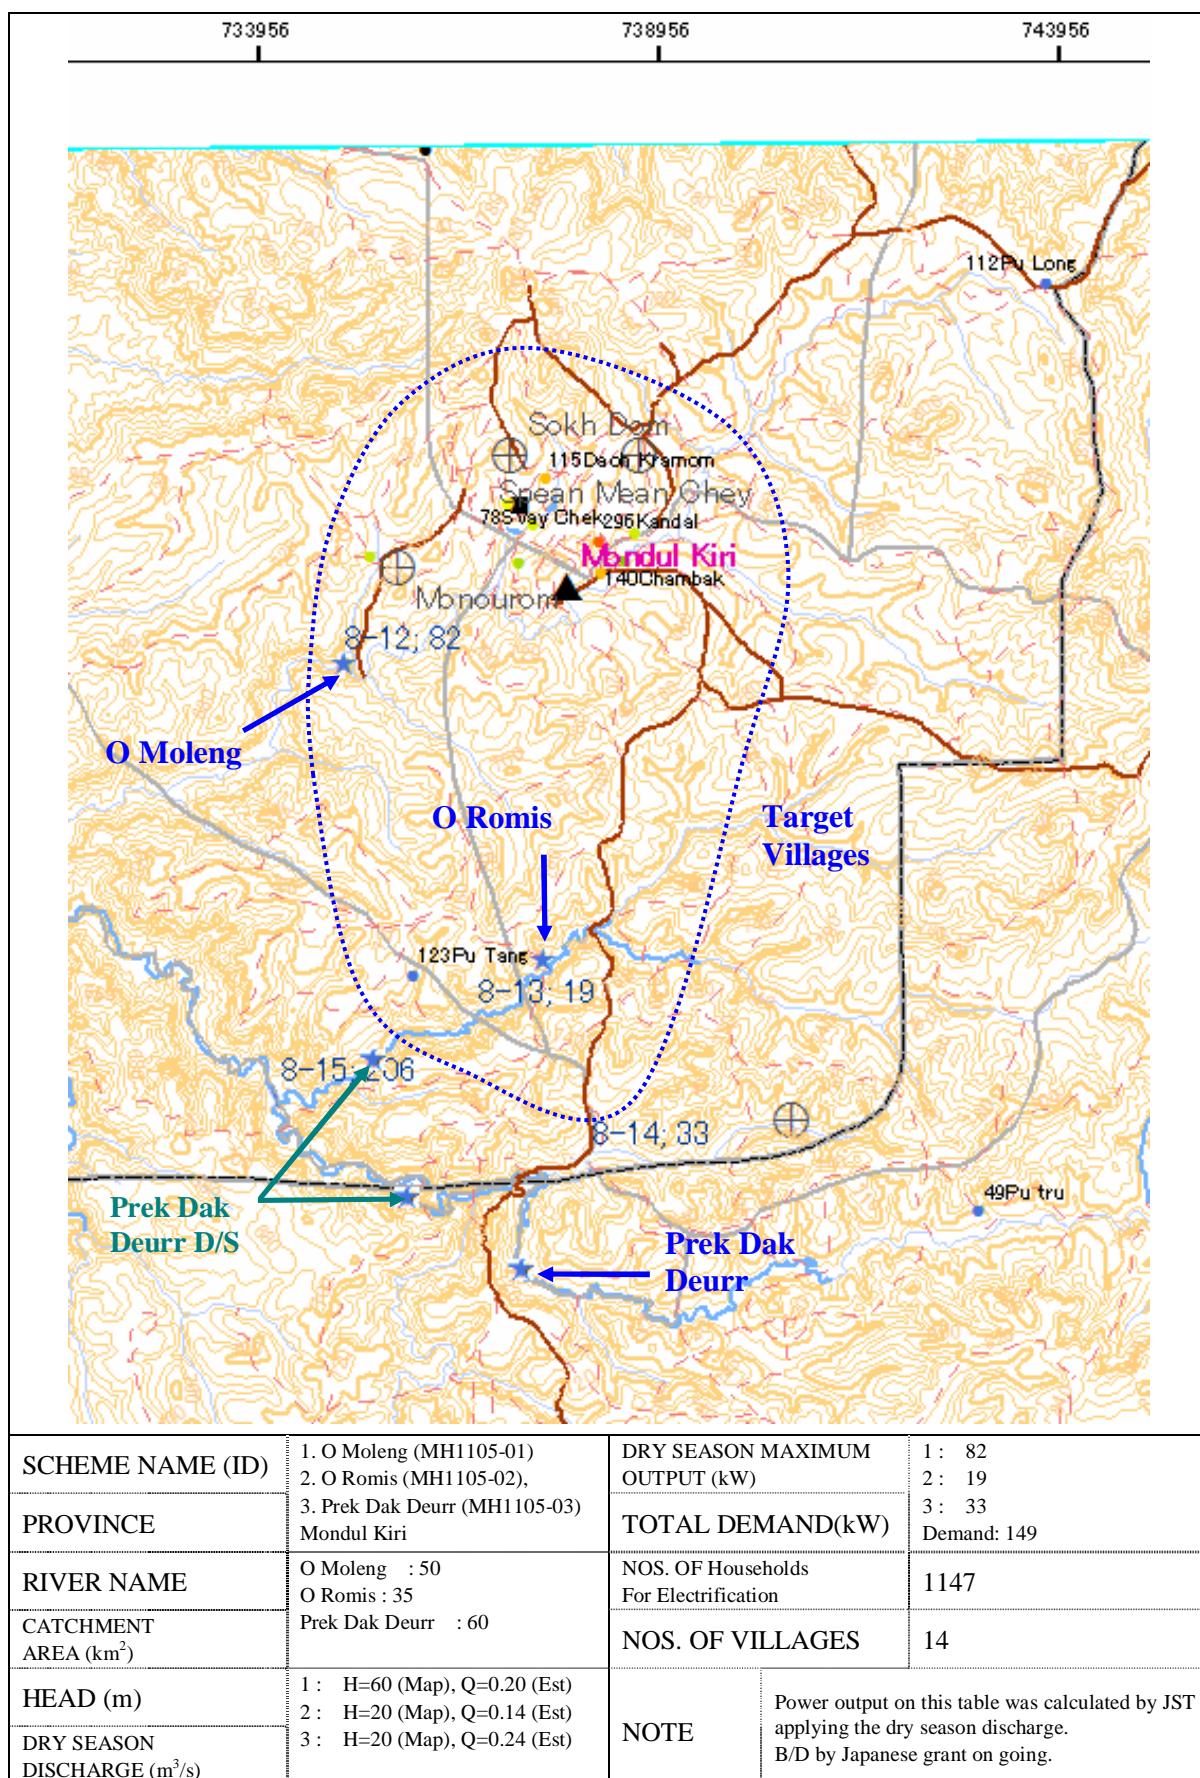 733956
738956
743956
112Pu Long
Sokh Dom
115Daoh Kramom
Spean Mean Chey
78Svay Chek
296Kandal
Mondul Kiri
140Chambak
Monourom
8-12; 82
O Moleng
O Romis
Target
Villages
123Pu Tang
8-13; 19
8-15; 206
8-14; 33
49Pu tru
Prek Dak
Deurr D/S
Prek Dak
Deurr
SCHEME NAME (ID)
1. O Moleng (MH1105-01)
2. O Romis (MH1105-02),
3. Prek Dak Deurr (MH1105-03)
PROVINCE
Mondul Kiri
DRY SEASON MAXIMUM
OUTPUT (kW)
1 : 82
2 : 19
3 : 33
TOTAL DEMAND(kW)
Demand: 149
RIVER NAME
O Moleng : 50
O Romis : 35
Prek Dak Deurr : 60
CATCHMENT
AREA (km²)
NOS. OF Households
For Electrification
1147
NOS. OF VILLAGES
14
HEAD (m)
1 : H=60 (Map), Q=0.20 (Est)
2 : H=20 (Map), Q=0.14 (Est)
3 : H=20 (Map), Q=0.24 (Est)
DRY SEASON
DISCHARGE (m³/s)
NOTE
Power output on this table was calculated by JST
applying the dry season discharge.
B/D by Japanese grant on going.